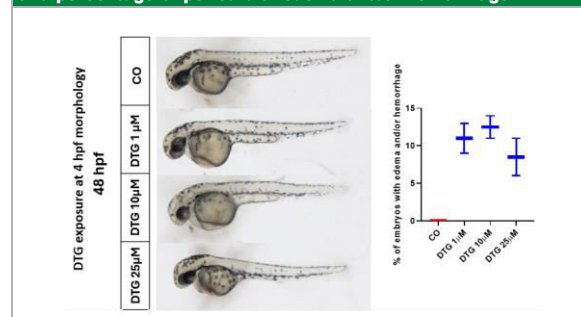 DTG exposure at 4 hpf morphology
48 hpf
CO
DTG 1 µM
DTG 10µM
DTG 25µM
% of embryos with edema and/or hemorrhage
15
10
5
0
CO
DTG 1µM
DTG 10µM
DTG 25µM